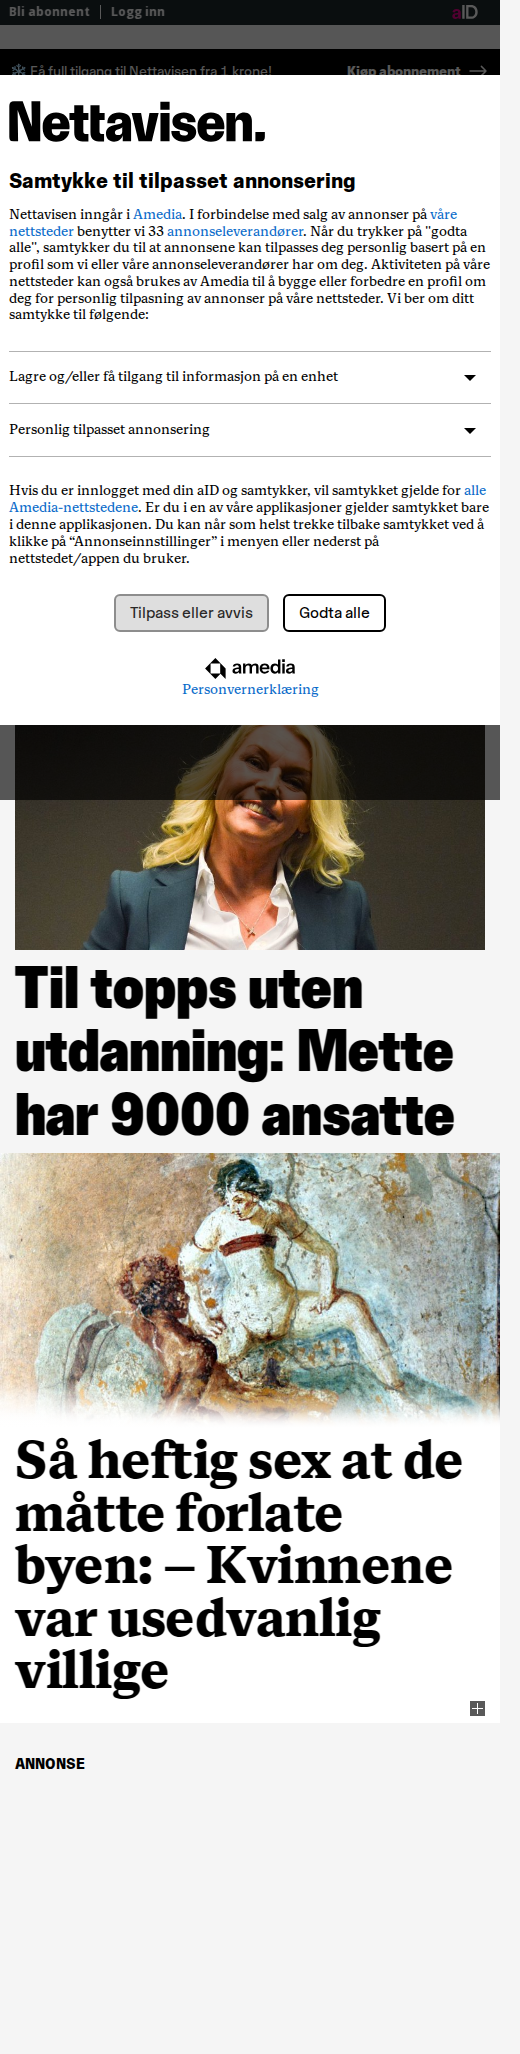 Bli abonnent | Logg inn aID
Få full tilgang til Nettavisen fra 1 krone! Kjøp abonnement →
Nettavisen.
Samtykke til tilpasset annonsering
Nettavisen inngår i Amedia. I forbindelse med salg av annonser på våre
nettsteder benytter vi 33 annonseleverandører. Når du trykker på "godta
alle", samtykker du til at annonsene kan tilpasses deg personlig basert på en
profil som vi eller våre annonseleverandører har om deg. Aktiviteten på våre
nettsteder kan også brukes av Amedia til å bygge eller forbedre en profil om
deg for personlig tilpasning av annonser på våre nettsteder. Vi ber om ditt
samtykke til følgende:
Lagre og/eller få tilgang til informasjon på en enhet
Personlig tilpasset annonsering
Hvis du er innlogget med din aID og samtykker, vil samtykket gjelde for alle
Amedia-nettstedene. Er du i en av våre applikasjoner gjelder samtykket bare
i denne applikasjonen. Du kan når som helst trekke tilbake samtykket ved å
klikke på “Annonseinnstillinger” i menyen eller nederst på
nettstedet/appen du bruker.
Tilpass eller avvis Godta alle
amedia
Personvernerklæring
Til topps uten
utdanning: Mette
har 9000 ansatte
Så heftig sex at de
måtte forlate
byen: – Kvinnene
var usedvanlig
villige
ANNONSE